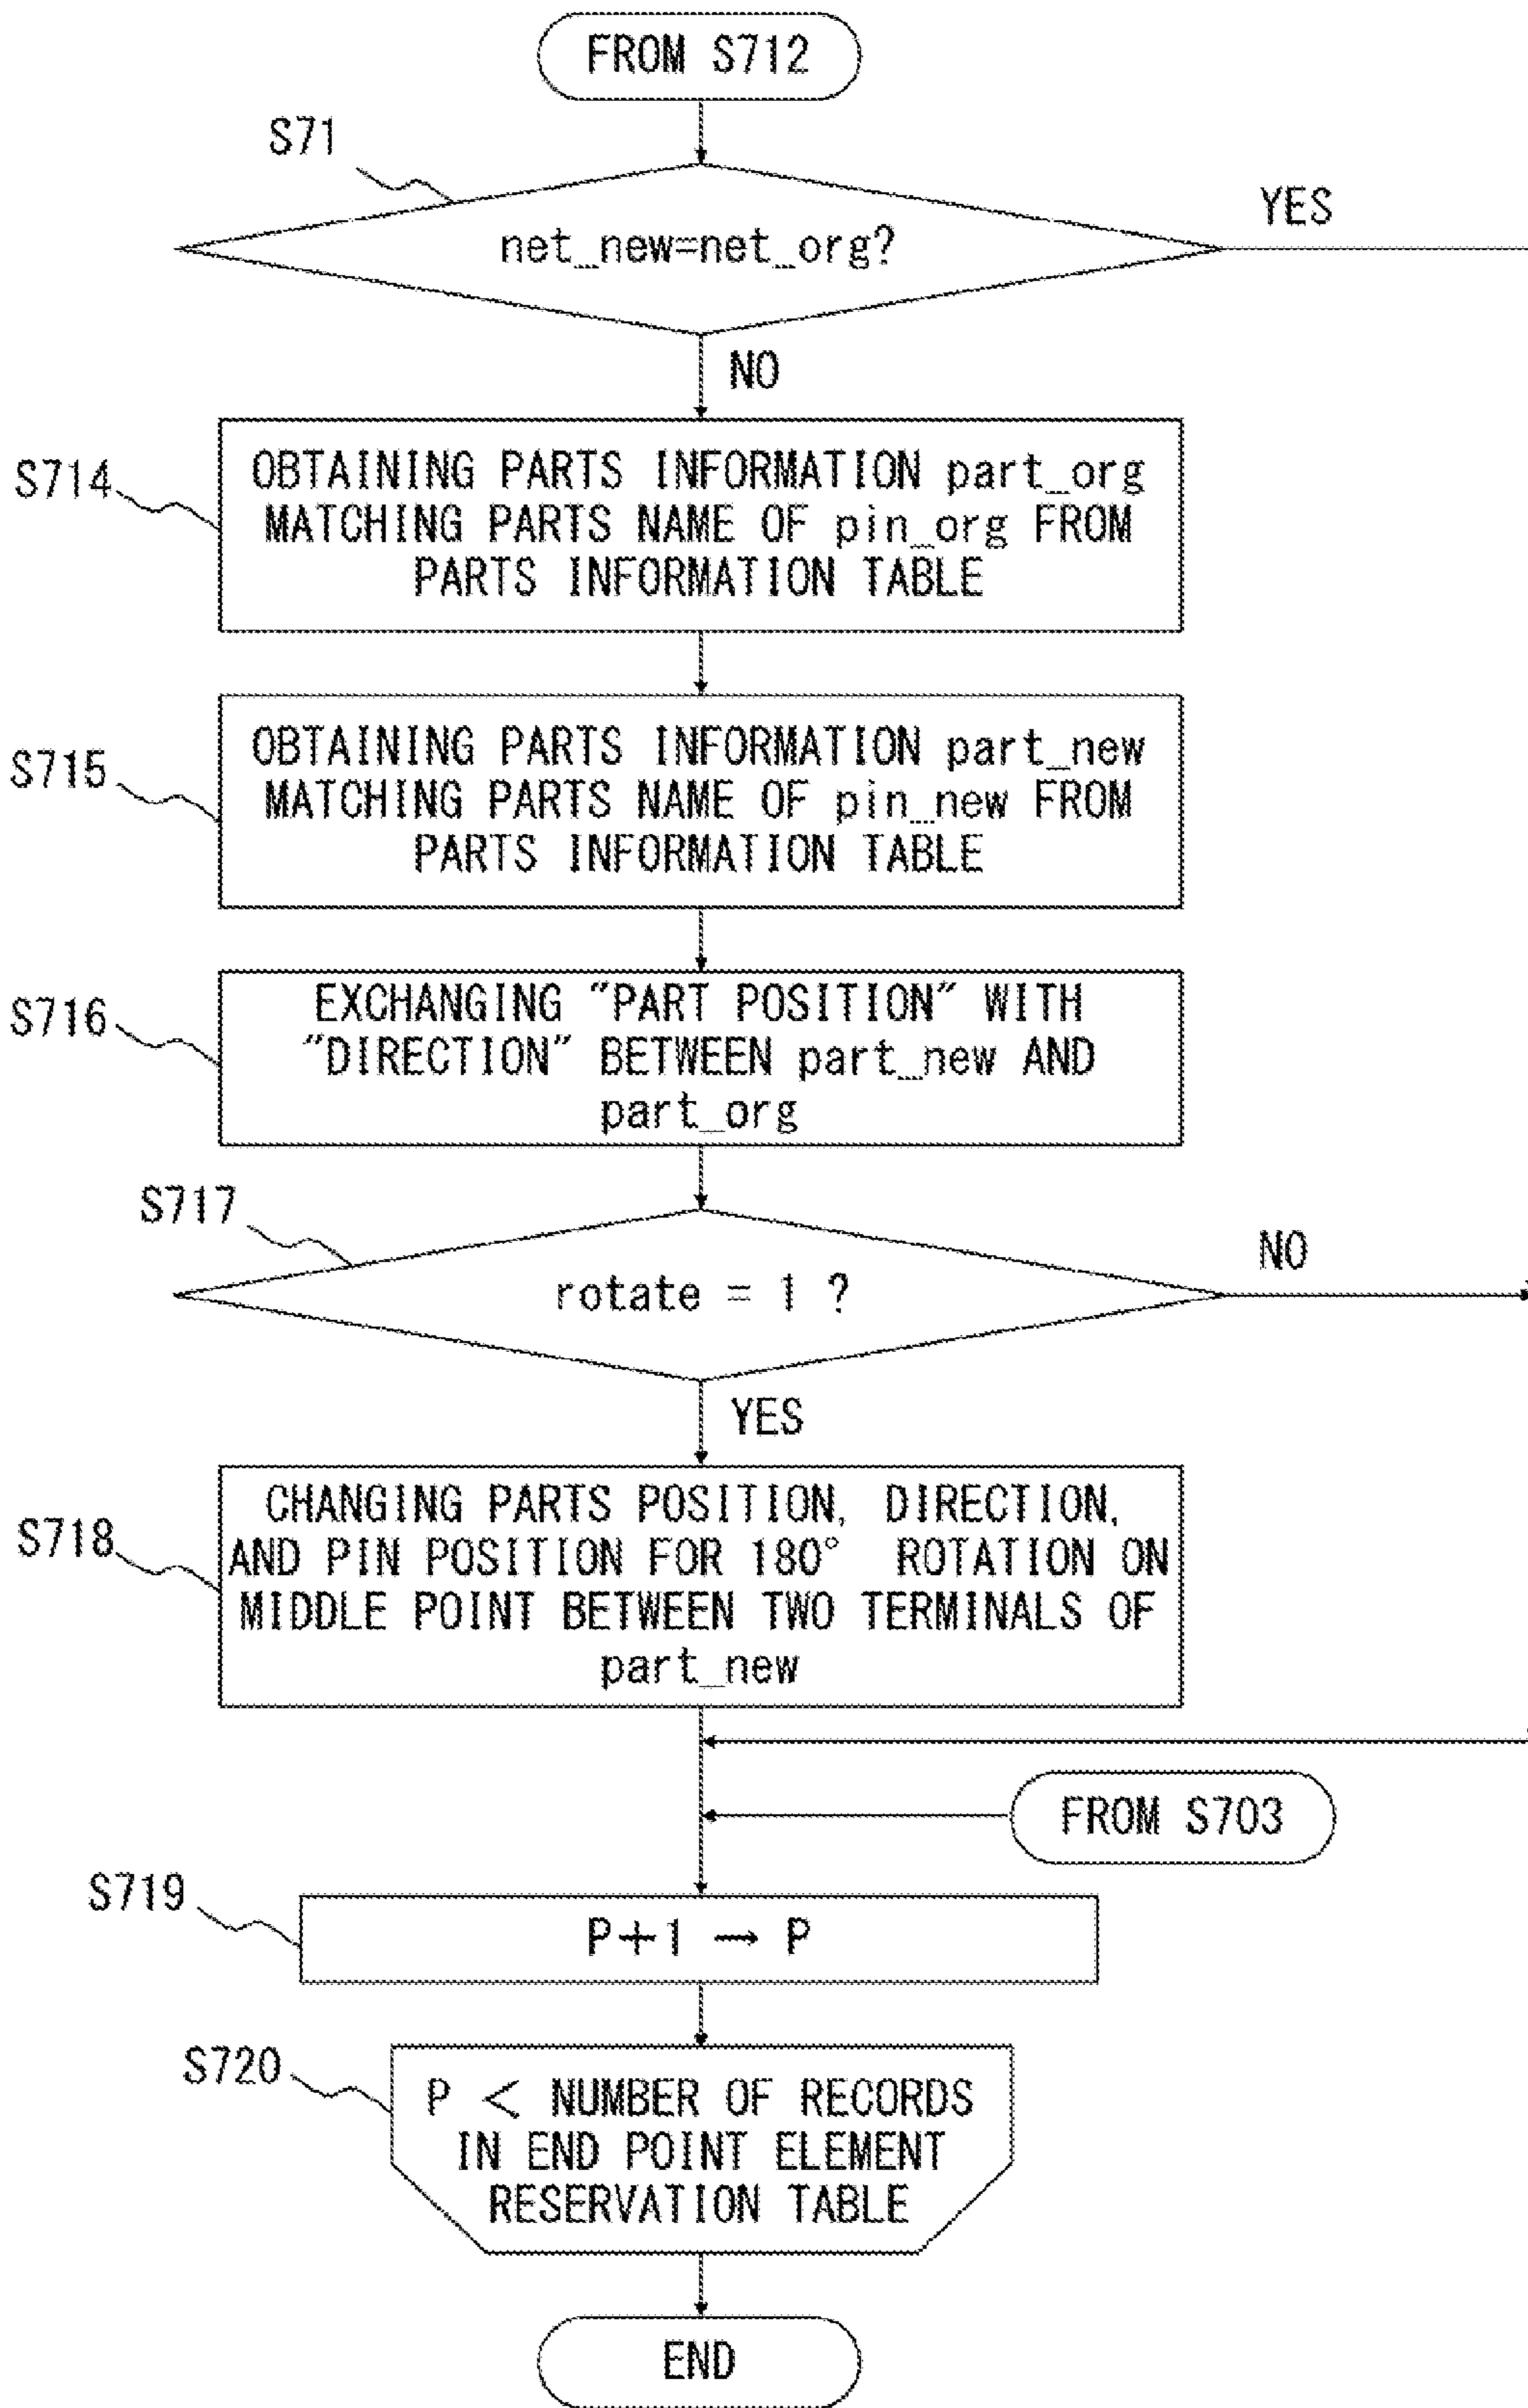 FROM S712
S71
net_new=net_org?
YES
NO
S714
OBTAINING PARTS INFORMATION part_org
MATCHING PARTS NAME OF pin_org FROM
PARTS INFORMATION TABLE
S715
OBTAINING PARTS INFORMATION part_new
MATCHING PARTS NAME OF pin_new FROM
PARTS INFORMATION TABLE
S716
EXCHANGING "PART POSITION" WITH
"DIRECTION" BETWEEN part_new AND
part_org
S717
rotate = 1 ?
NO
YES
S718
CHANGING PARTS POSITION, DIRECTION,
AND PIN POSITION FOR 180° ROTATION ON
MIDDLE POINT BETWEEN TWO TERMINALS OF
part_new
FROM S703
S719
P+1 → P
S720
P < NUMBER OF RECORDS
IN END POINT ELEMENT
RESERVATION TABLE
END